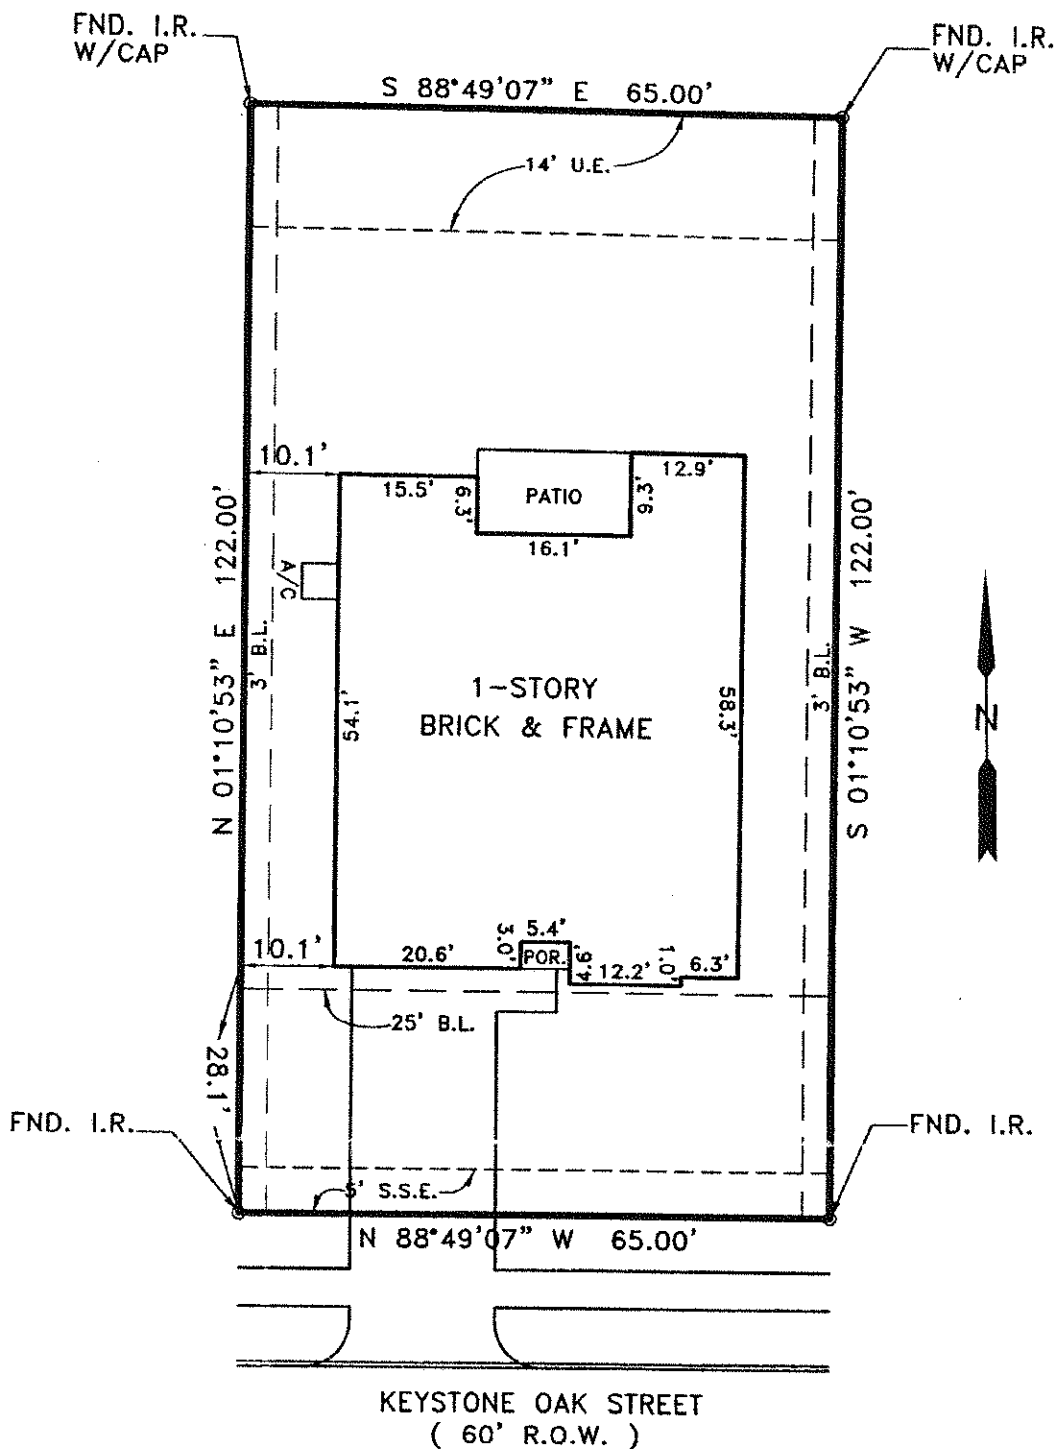 FND. I.R.
W/CAP
FND. I.R.
W/CAP
S 88°49'07" E 65.00'
14' U.E.
10.1'
15.5'
6.3'
PATIO
16.1'
9.3'
12.9'
A/C
N 01°10'53" E 122.00'
3' B.L.
54.1'
1-STORY
BRICK & FRAME
58.3'
3' B.L.
S 01°10'53" W 122.00'
N
10.1'
20.6'
3.0'
5.4'
POR.
4.6'
12.2'
1.0'
6.3'
25' B.L.
28.1'
FND. I.R.
FND. I.R.
5' S.S.E.
N 88°49'07" W 65.00'
KEYSTONE OAK STREET
( 60' R.O.W. )